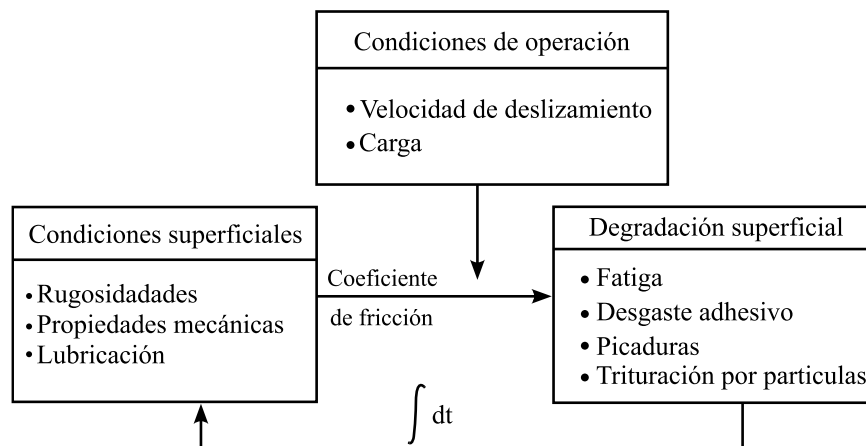 Condiciones de operación
• Velocidad de deslizamiento
• Carga
Condiciones superficiales
• Rugosidadades
• Propiedades mecánicas
• Lubricación
Coeficiente
de fricción
Degradación superficial
• Fatiga
• Desgaste adhesivo
• Picaduras
• Trituración por particulas
∫ dt